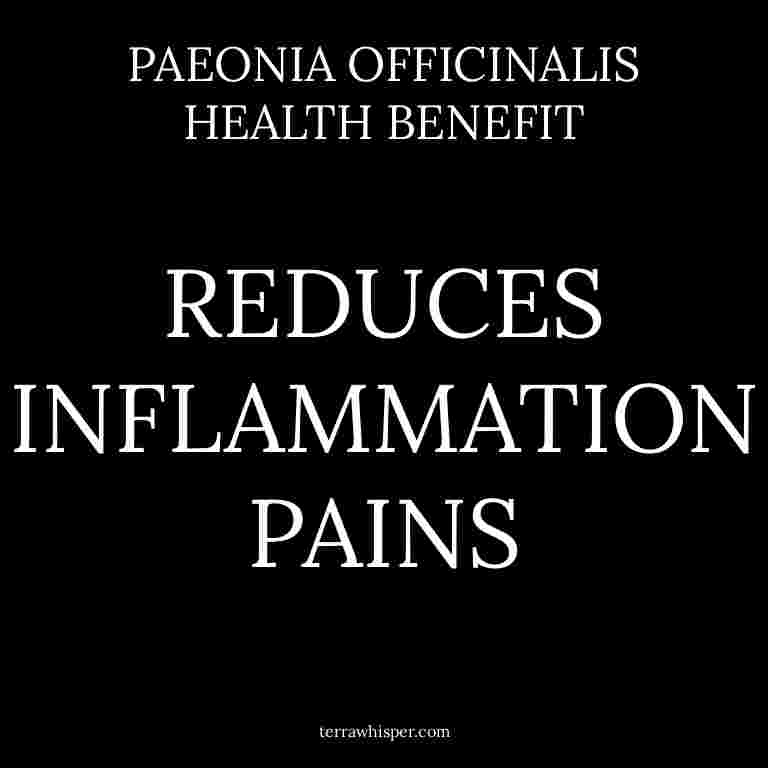 PAEONIA OFFICINALIS
HEALTH BENEFIT
REDUCES
INFLAMMATION
PAINS
terrawhisper.com